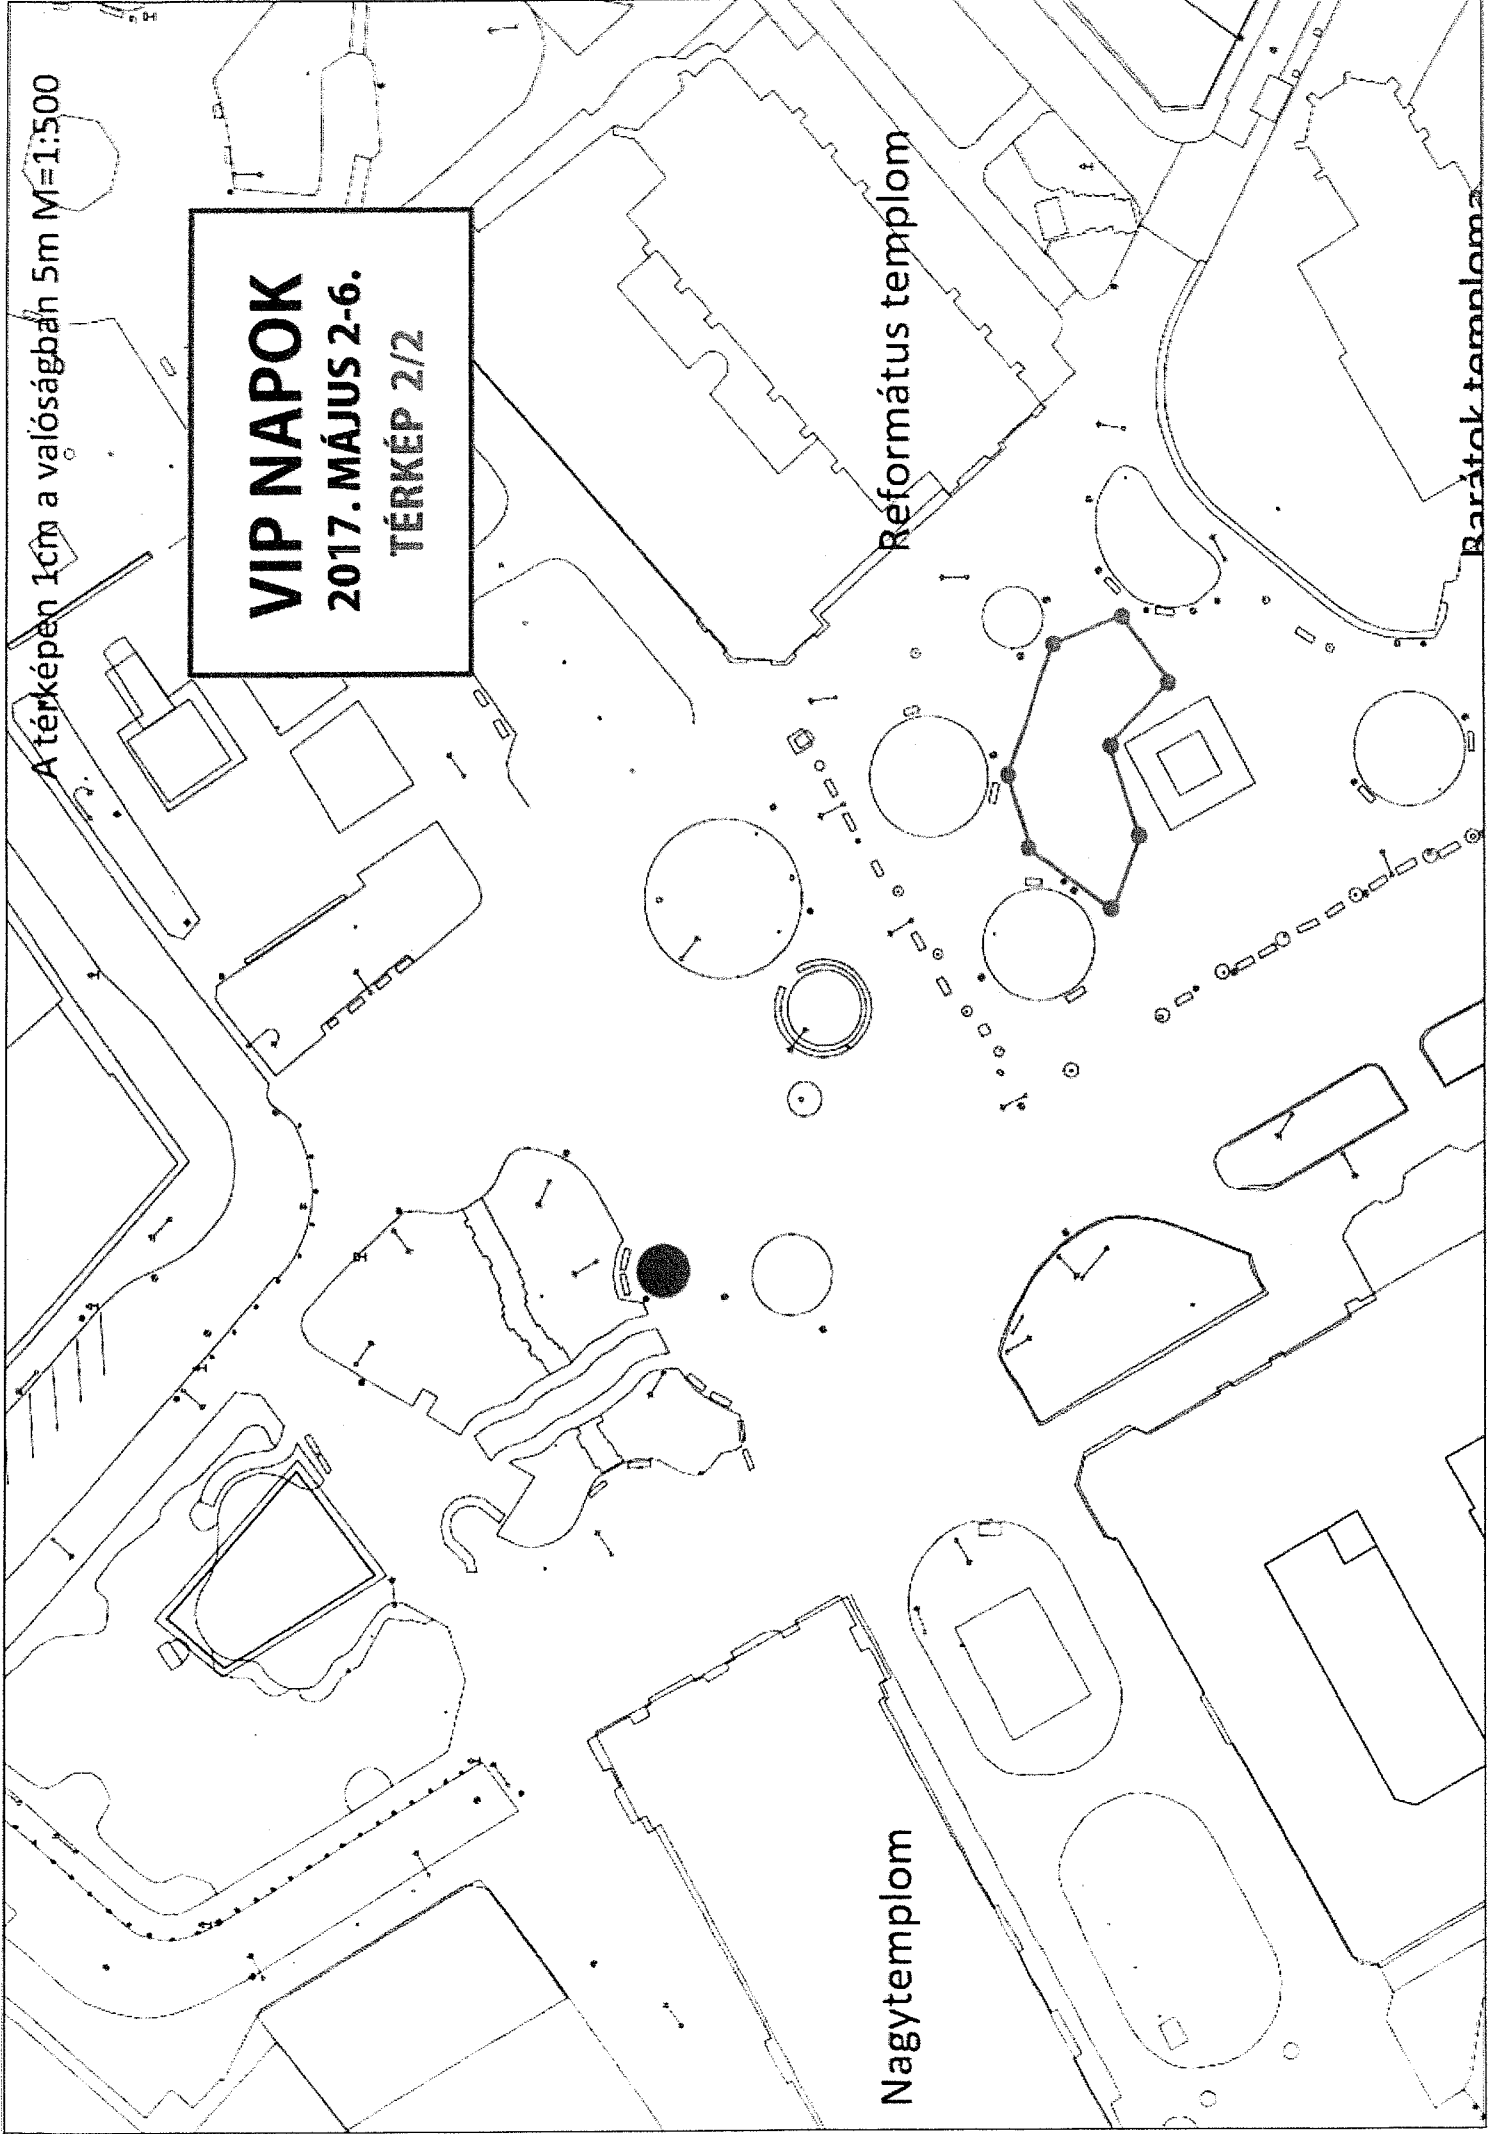 A térképen 1cm a valóságban 5m M=1:500
VIP NAPOK
2017. MÁJUS 2-6.
TÉRKÉP 2/2
Református templom
Barátok temploma
Nagytemplom